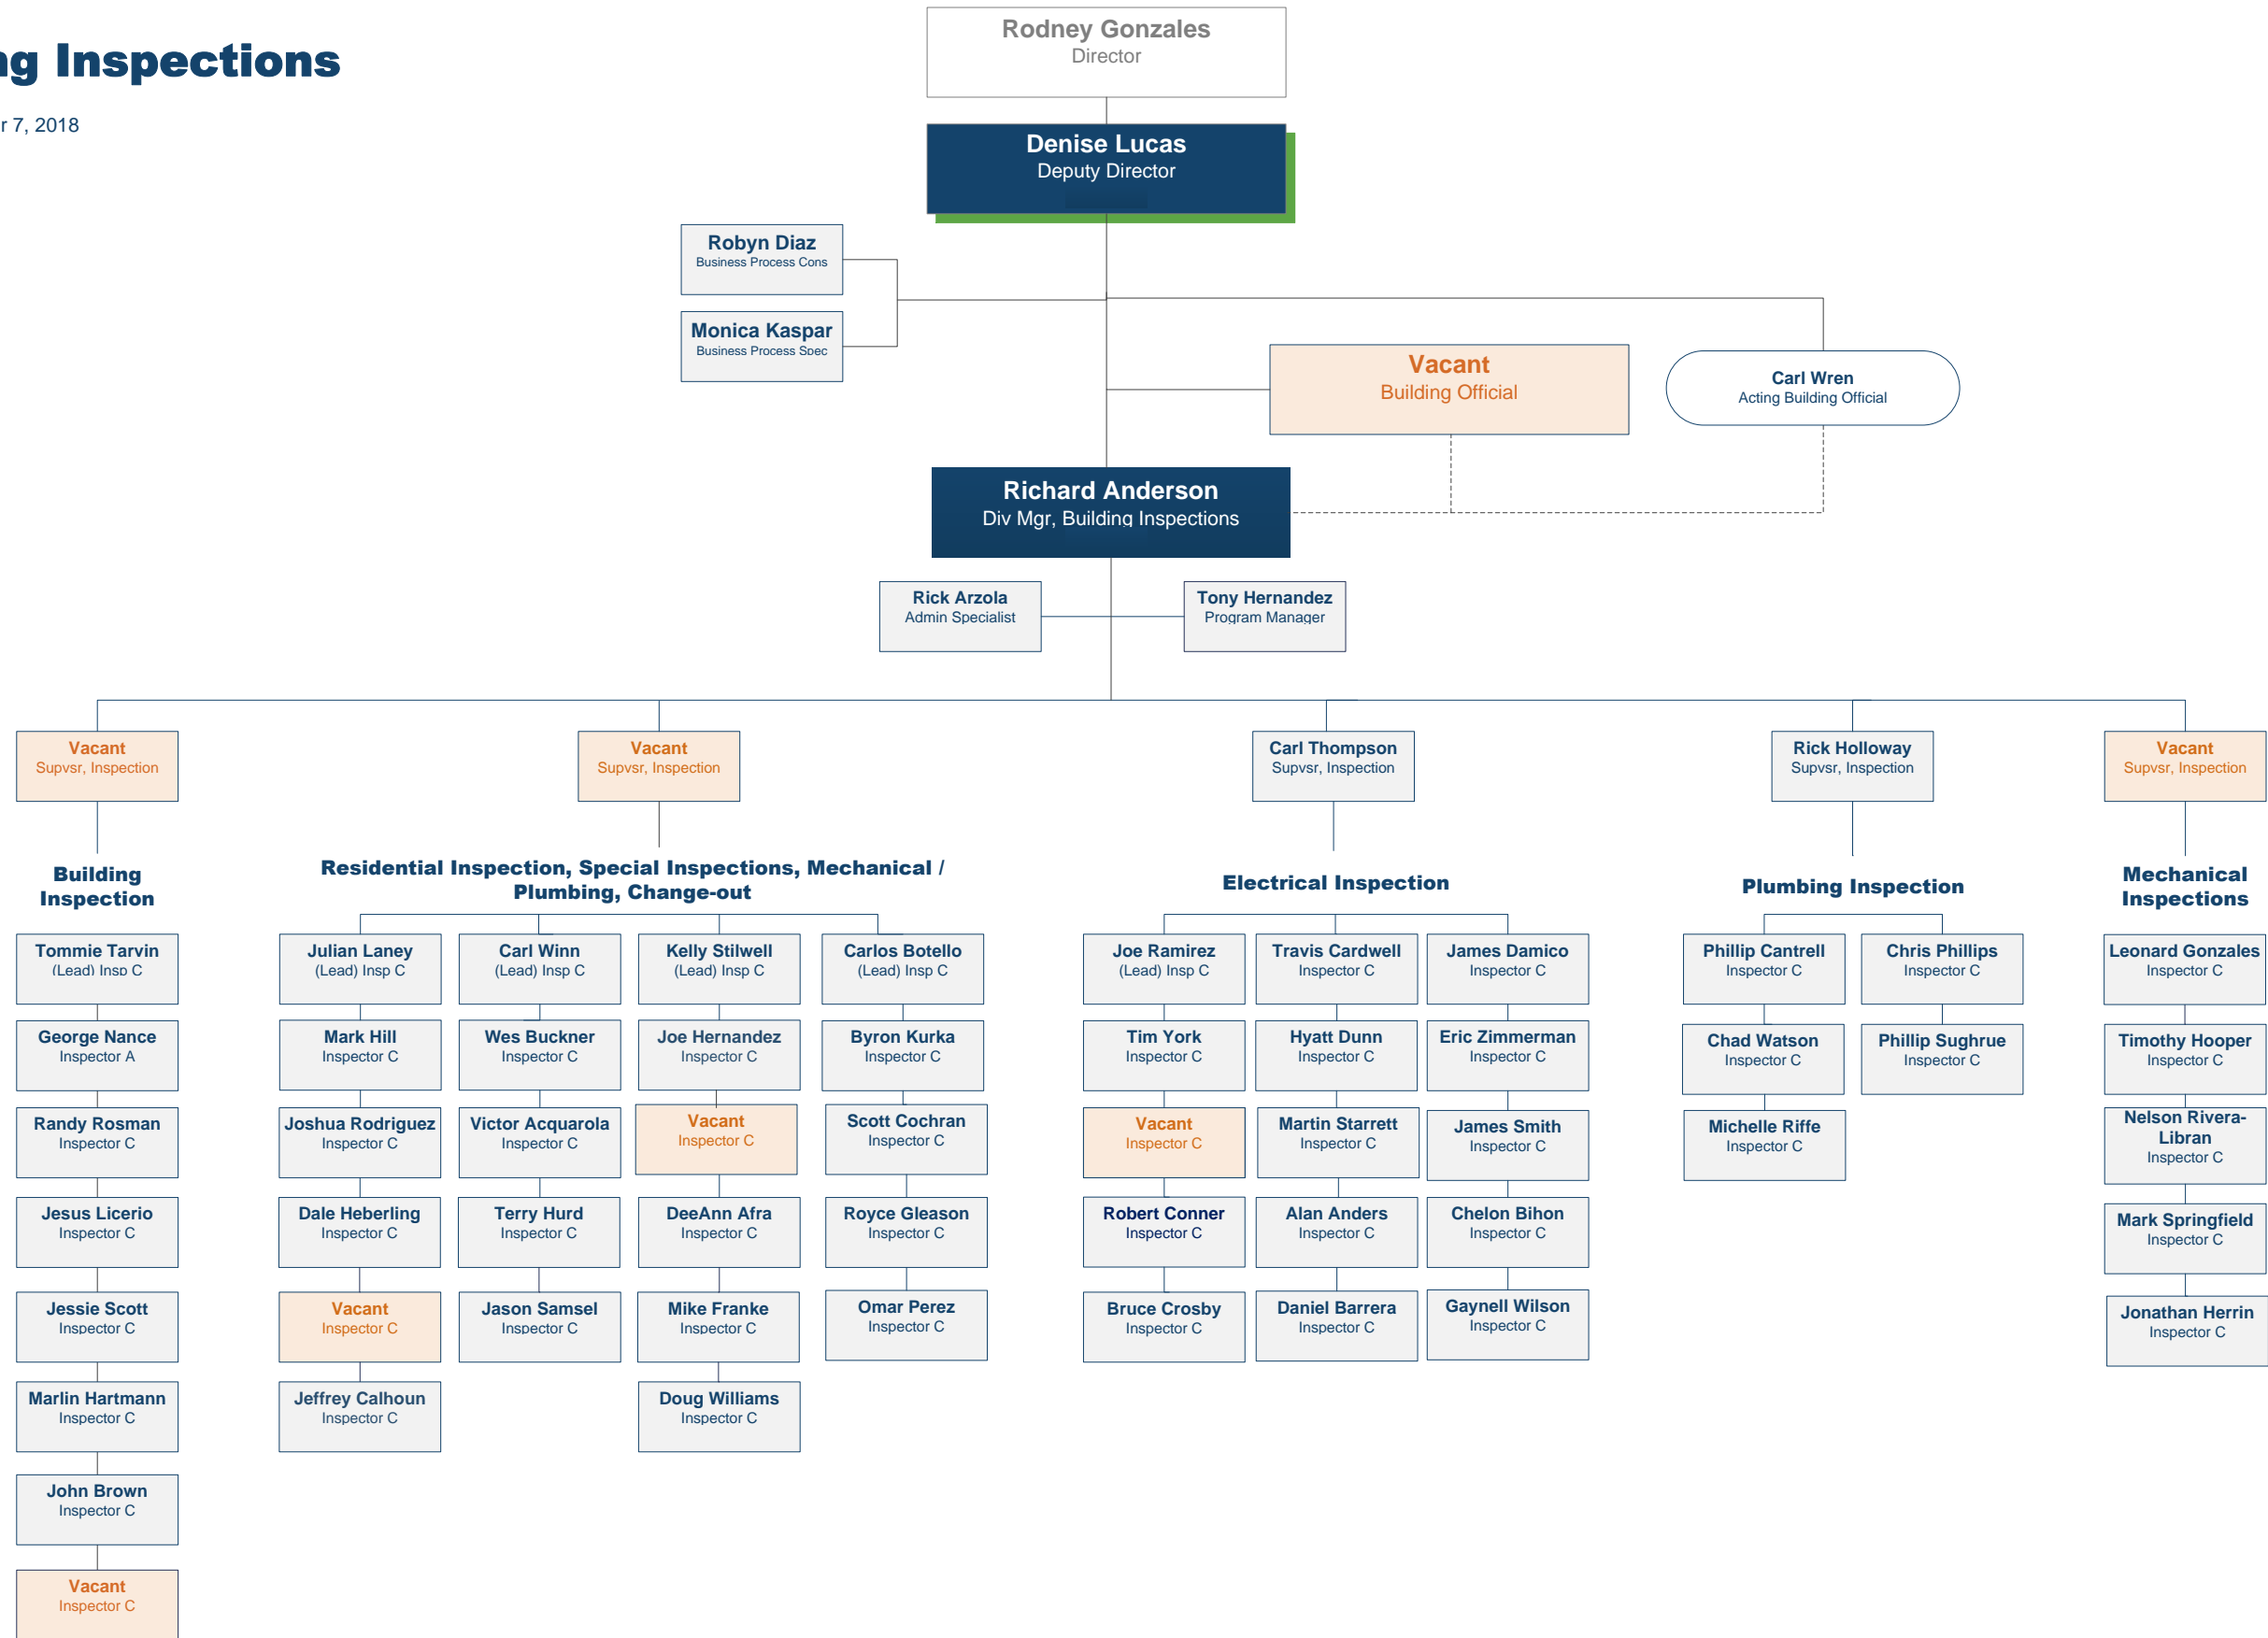 ng Inspections
r 7, 2018
Rodney Gonzales
Director
Denise Lucas
Deputy Director
Robyn Diaz
Business Process Cons
Monica Kaspar
Business Process Spec
Vacant
Building Official
Carl Wren
Acting Building Official
Richard Anderson
Div Mgr, Building Inspections
Rick Arzola
Admin Specialist
Tony Hernandez
Program Manager
Vacant
Supvsr, Inspection
Vacant
Supvsr, Inspection
Carl Thompson
Supvsr, Inspection
Rick Holloway
Supvsr, Inspection
Vacant
Supvsr, Inspection
Building
Inspection
Tommie Tarvin
(Lead) Insp C
George Nance
Inspector A
Randy Rosman
Inspector C
Jesus Licerio
Inspector C
Jessie Scott
Inspector C
Marlin Hartmann
Inspector C
John Brown
Inspector C
Vacant
Inspector C
Residential Inspection, Special Inspections, Mechanical /
Plumbing, Change-out
Julian Laney
(Lead) Insp C
Mark Hill
Inspector C
Joshua Rodriguez
Inspector C
Dale Heberling
Inspector C
Vacant
Inspector C
Jeffrey Calhoun
Inspector C
Carl Winn
(Lead) Insp C
Wes Buckner
Inspector C
Victor Acquarola
Inspector C
Terry Hurd
Inspector C
Jason Samsel
Inspector C
Kelly Stilwell
(Lead) Insp C
Joe Hernandez
Inspector C
Vacant
Inspector C
DeeAnn Afra
Inspector C
Mike Franke
Inspector C
Doug Williams
Inspector C
Carlos Botello
(Lead) Insp C
Byron Kurka
Inspector C
Scott Cochran
Inspector C
Royce Gleason
Inspector C
Omar Perez
Inspector C
Electrical Inspection
Joe Ramirez
(Lead) Insp C
Tim York
Inspector C
Vacant
Inspector C
Robert Conner
Inspector C
Bruce Crosby
Inspector C
Travis Cardwell
Inspector C
Hyatt Dunn
Inspector C
Martin Starrett
Inspector C
Alan Anders
Inspector C
Daniel Barrera
Inspector C
James Damico
Inspector C
Eric Zimmerman
Inspector C
James Smith
Inspector C
Chelon Bihon
Inspector C
Gaynell Wilson
Inspector C
Plumbing Inspection
Phillip Cantrell
Inspector C
Chad Watson
Inspector C
Michelle Riffe
Inspector C
Chris Phillips
Inspector C
Phillip Sughrue
Inspector C
Mechanical
Inspections
Leonard Gonzales
Inspector C
Timothy Hooper
Inspector C
Nelson Rivera-
Libran
Inspector C
Mark Springfield
Inspector C
Jonathan Herrin
Inspector C